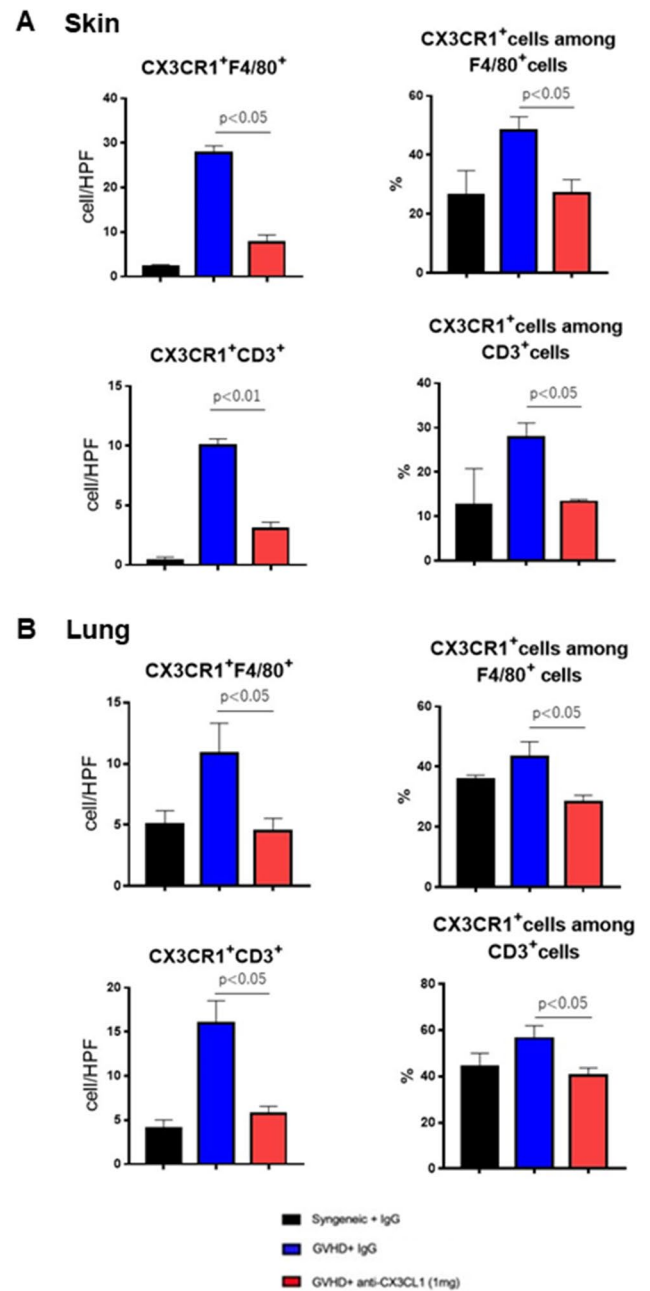 A Skin
CX3CR1⁺F4/80⁺
cell/HPF
40
30
20
10
0
p<0.05
CX3CR1⁺cells among
F4/80⁺cells
%
60
40
20
0
p<0.05
CX3CR1⁺CD3⁺
cell/HPF
15
10
5
0
p<0.01
CX3CR1⁺cells among
CD3⁺cells
%
40
30
20
10
0
p<0.05
B Lung
CX3CR1⁺F4/80⁺
cell/HPF
15
10
5
0
p<0.05
CX3CR1⁺cells among
F4/80⁺ cells
%
60
40
20
0
p<0.05
CX3CR1⁺CD3⁺
cell/HPF
20
15
10
5
0
p<0.05
CX3CR1⁺cells among
CD3⁺cells
%
80
60
40
20
0
p<0.05
Syngeneic + IgG
GVHD+ IgG
GVHD+ anti-CX3CL1 (1mg)